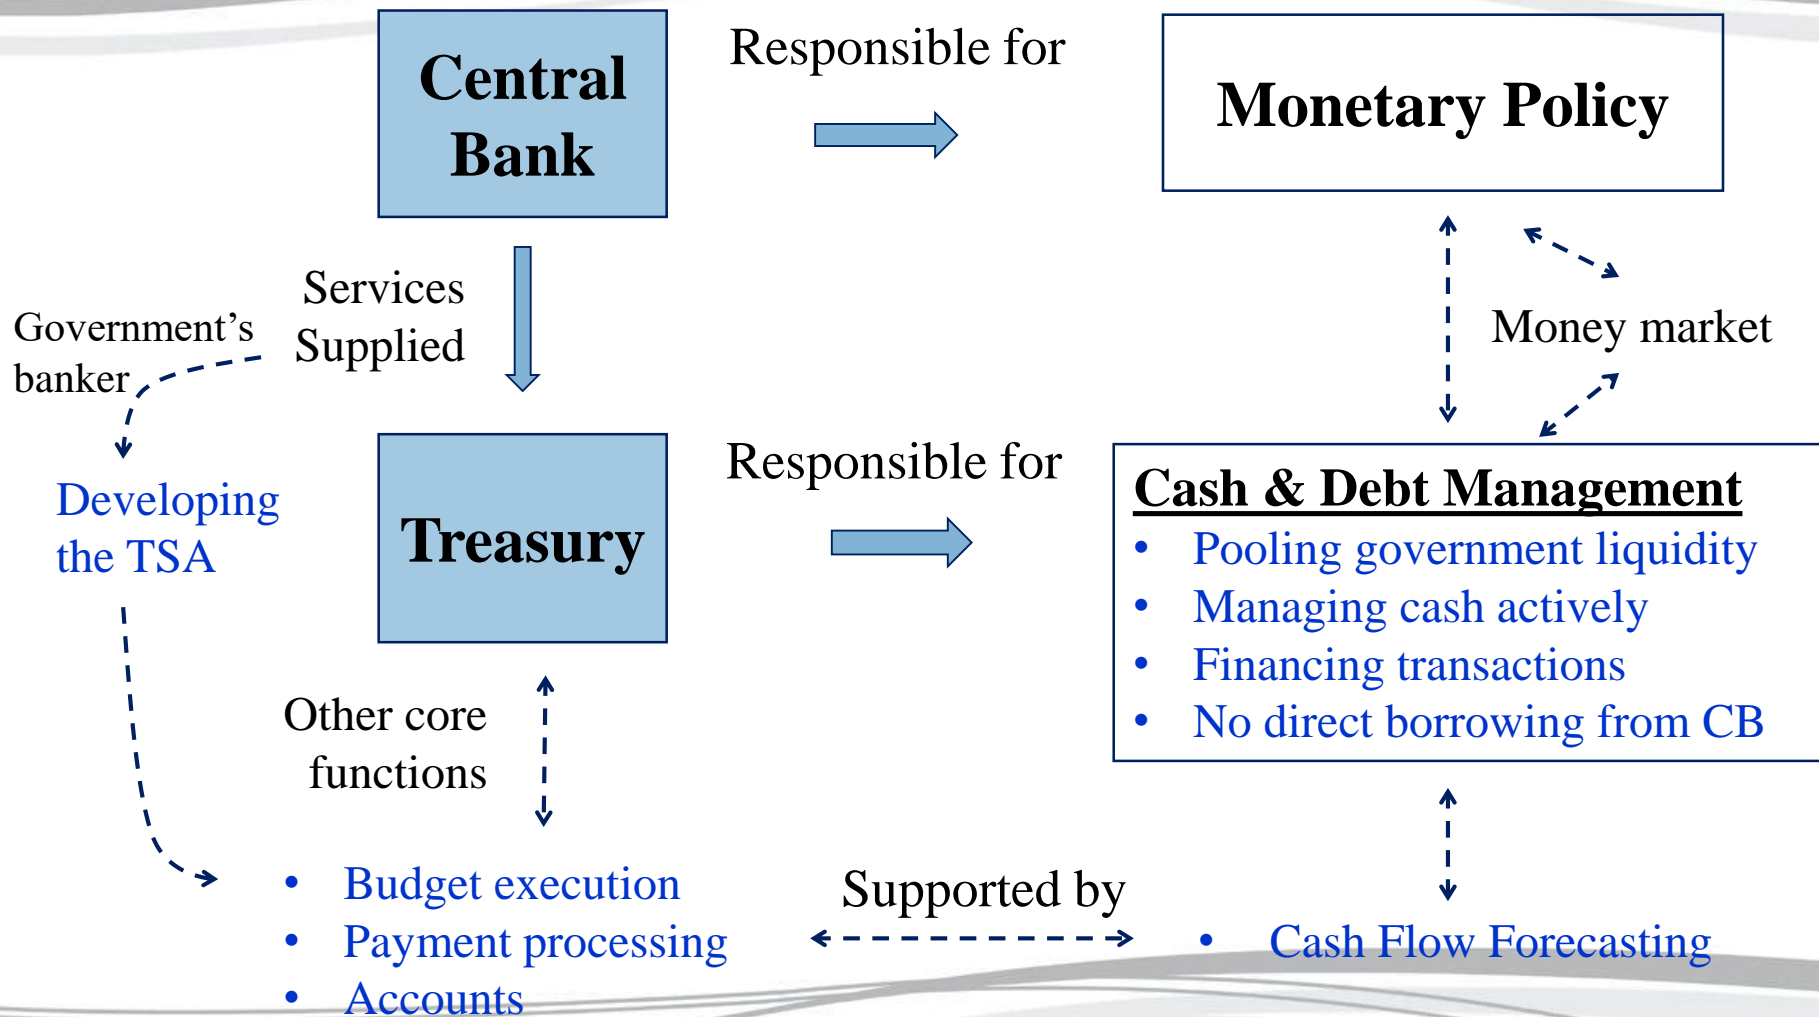 Central
Bank
Responsible for
Monetary Policy
Services
Supplied
Government's
banker
Money market
Developing
the TSA
Treasury
Responsible for
Cash & Debt Management
• Pooling government liquidity
• Managing cash actively
• Financing transactions
• No direct borrowing from CB
Other core
functions
• Budget execution
• Payment processing
• Accounts
Supported by
• Cash Flow Forecasting